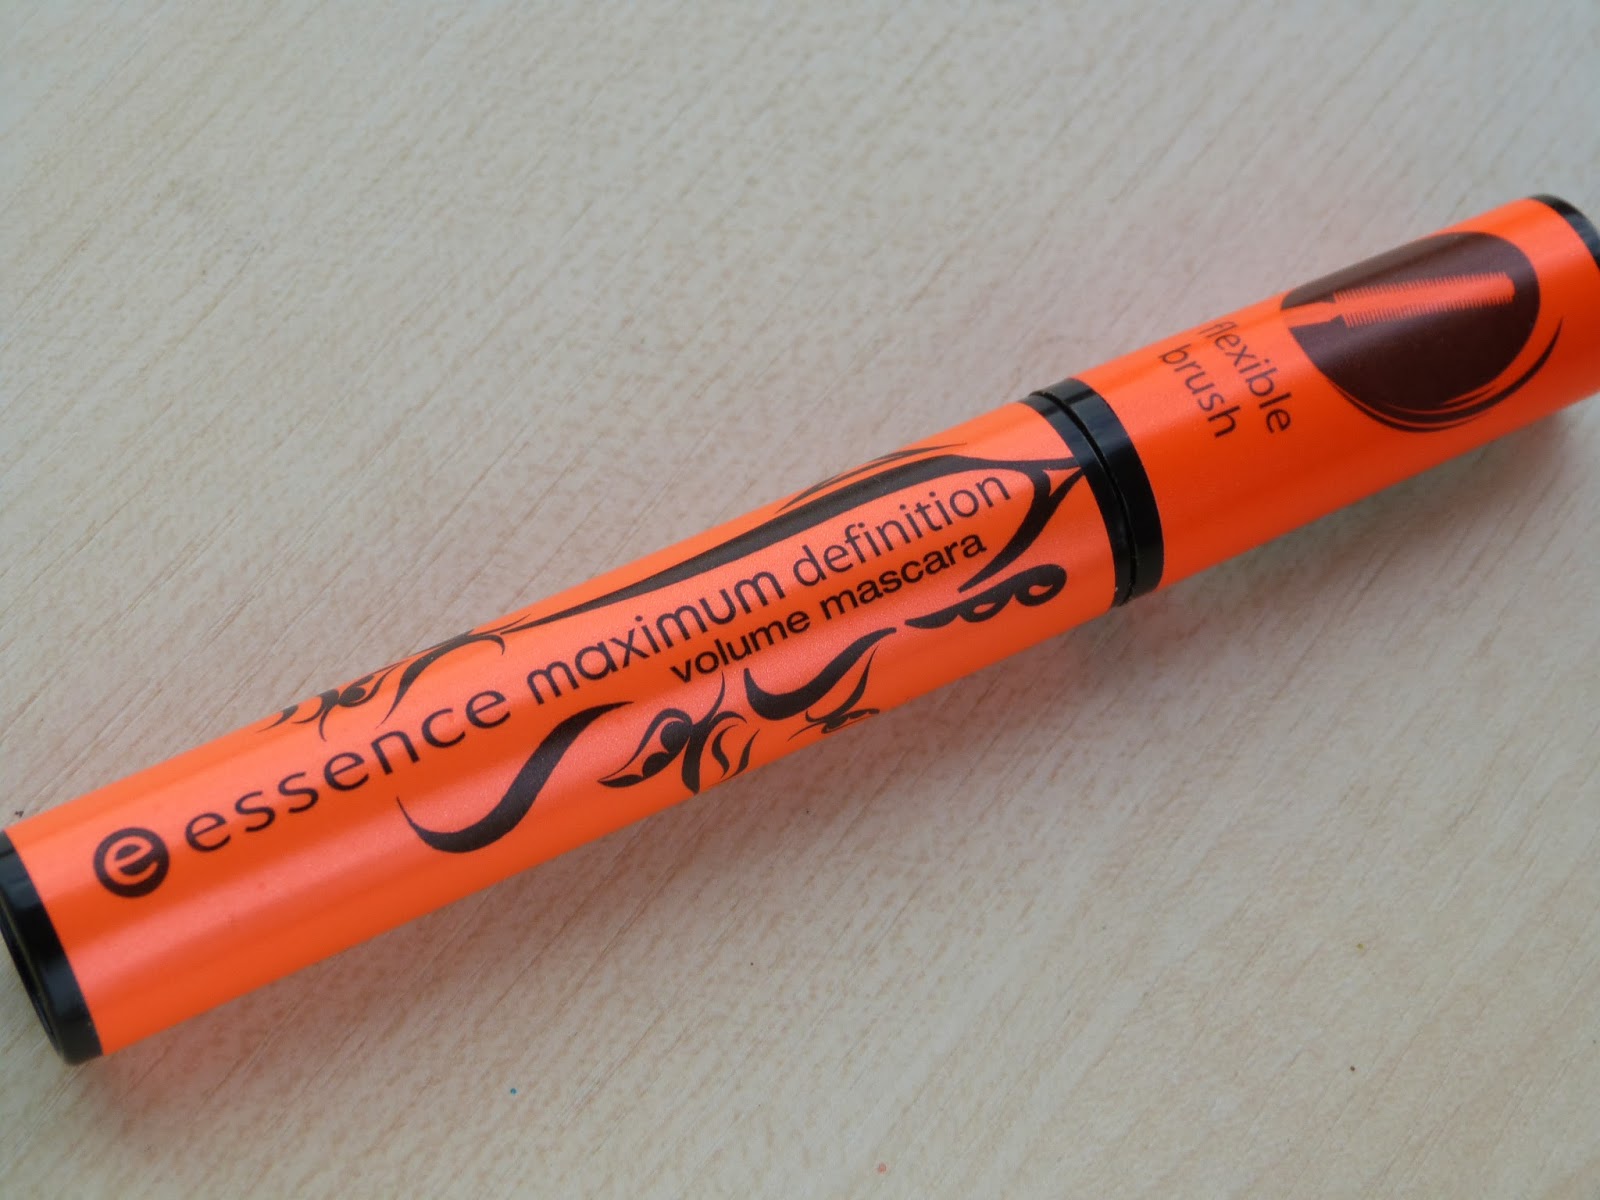 e essence maximum definition
volume mascara
flexible
brush